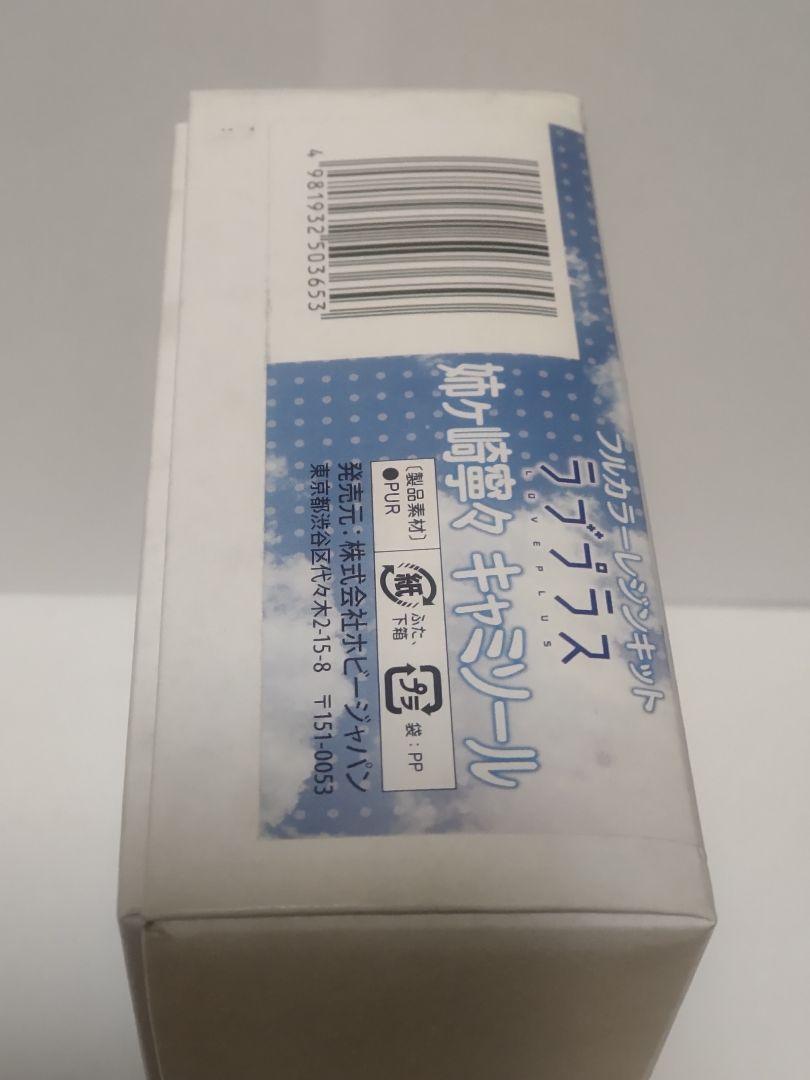 フルカラーレジンキット
ラブプラス
LOVEPLUS
姉ヶ崎寧々 キャミソール
〔製品素材〕
●PUR
紙
ふた、
下箱
プラ
袋：PP
発売元：株式会社ホビージャパン
東京都渋谷区代々木2-15-8 〒151-0053
4 981932 503653